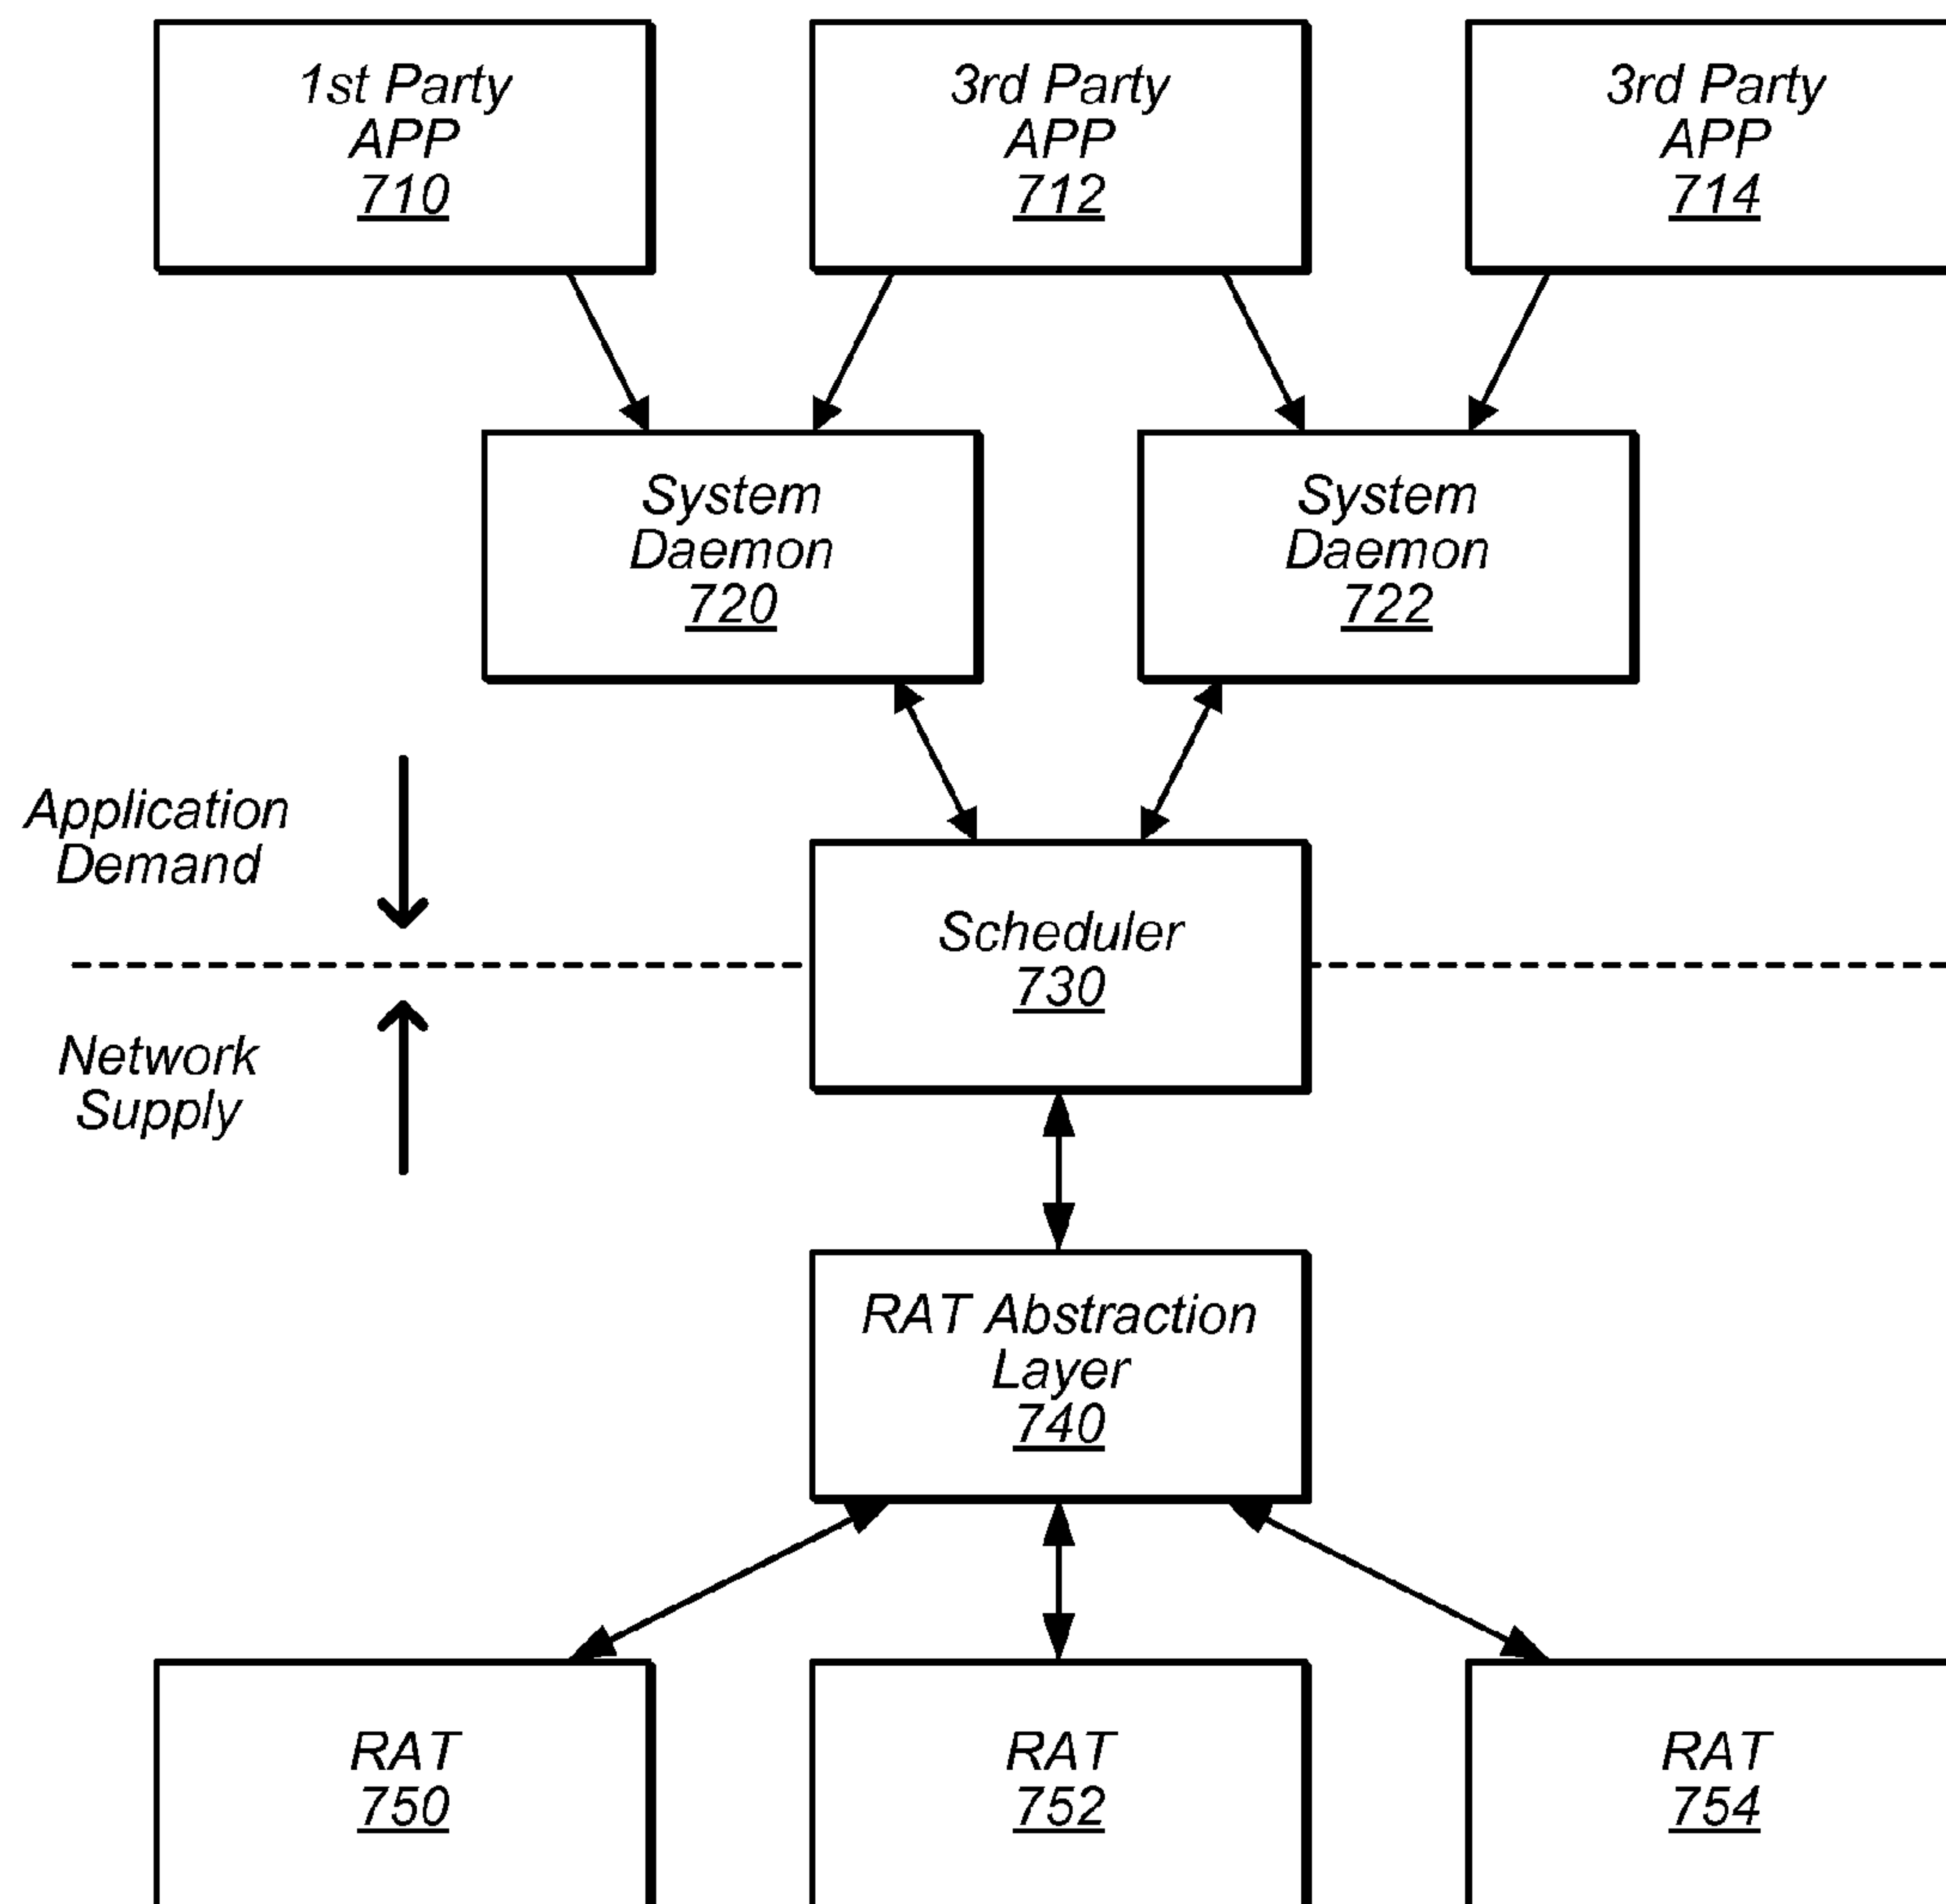 1st Party
APP
710
3rd Party
APP
712
3rd Party
APP
714
System
Daemon
720
System
Daemon
722
Application
Demand
Scheduler
730
Network
Supply
RAT Abstraction
Layer
740
RAT
750
RAT
752
RAT
754